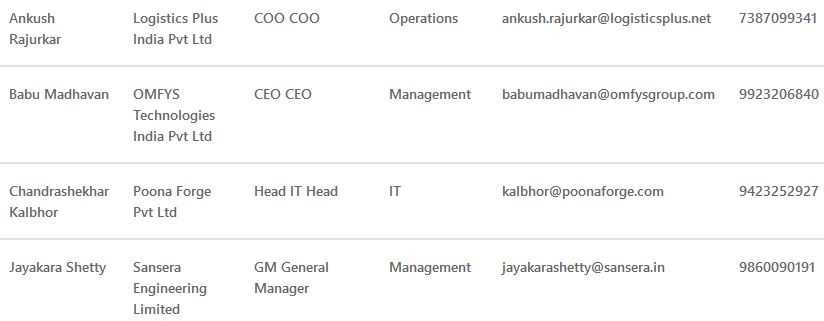 Ankush Logistics Plus COO COO Operations ankush.rajurkar@logisticsplus.net 7387099341
Rajurkar India Pvt Ltd
Babu Madhavan OMFYS CEO CEO Management babumadhavan@omfysgroup.com 9923206840
Technologies
India Pvt Ltd
Chandrashekhar Poona Forge Head IT Head IT kalbhor@poonaforge.com 9423252927
Kalbhor Pvt Ltd
Jayakara Shetty Sansera GM General Management jayakarashetty@sansera.in 9860090191
Engineering Manager
Limited